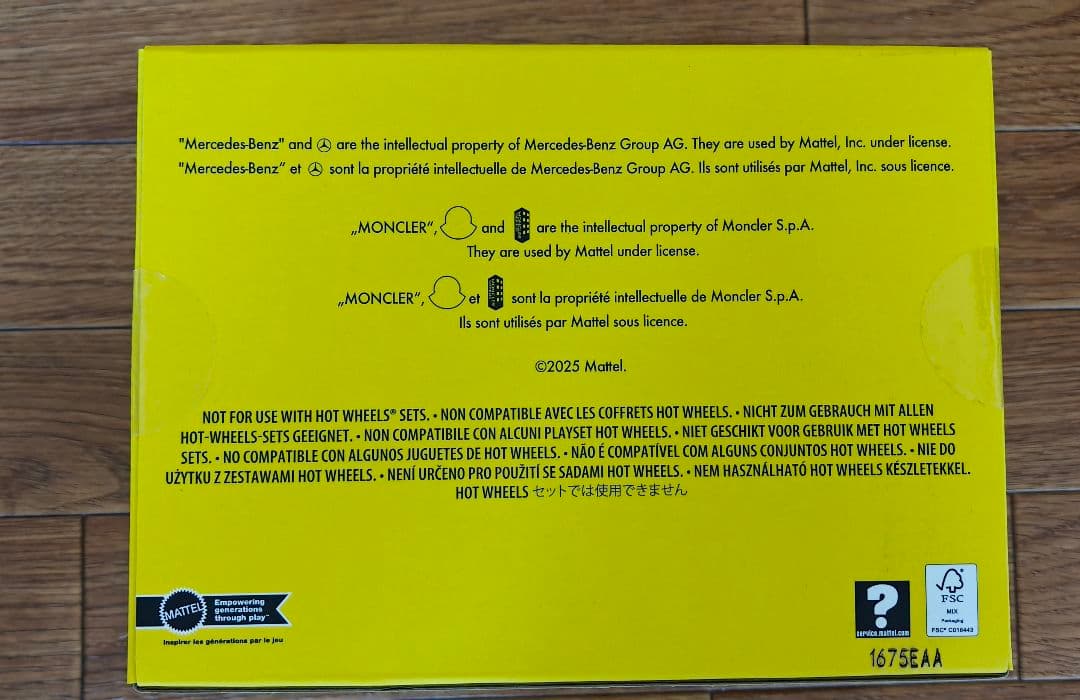 "Mercedes-Benz" and are the intellectual property of Mercedes-Benz Group AG. They are used by Mattel, Inc. under license.
"Mercedes-Benz" et sont la propriété intellectuelle de Mercedes-Benz Group AG. Ils sont utilisés par Mattel, Inc. sous licence.
„MONCLER“, and are the intellectual property of Moncler S.p.A.
They are used by Mattel under license.
„MONCLER“, et sont la propriété intellectuelle de Moncler S.p.A.
Ils sont utilisés par Mattel sous licence.
©2025 Mattel.
NOT FOR USE WITH HOT WHEELS® SETS. • NON COMPATIBLE AVEC LES COFFRETS HOT WHEELS. • NICHT ZUM GEBRAUCH MIT ALLEN
HOT-WHEELS-SETS GEEIGNET. • NON COMPATIBILE CON ALCUNI PLAYSET HOT WHEELS. • NIET GESCHIKT VOOR GEBRUIK MET HOT WHEELS
SETS. • NO COMPATIBLE CON ALGUNOS JUGUETES DE HOT WHEELS. • NÃO É COMPATÍVEL COM ALGUNS CONJUNTOS HOT WHEELS. • NIE DO
UŻYTKU Z ZESTAWAMI HOT WHEELS. • NENÍ URČENO PRO POUŽITÍ SE SADAMI HOT WHEELS. • NEM HASZNÁLHATÓ HOT WHEELS KÉSZLETEKKEL.
HOT WHEELS セットでは使用できません
MATTEL
Empowering
generations
through play™
Inspirer les générations par le jeu
?
service.mattel.com
FSC
MIX
Packaging
FSC® C016443
1675EAA